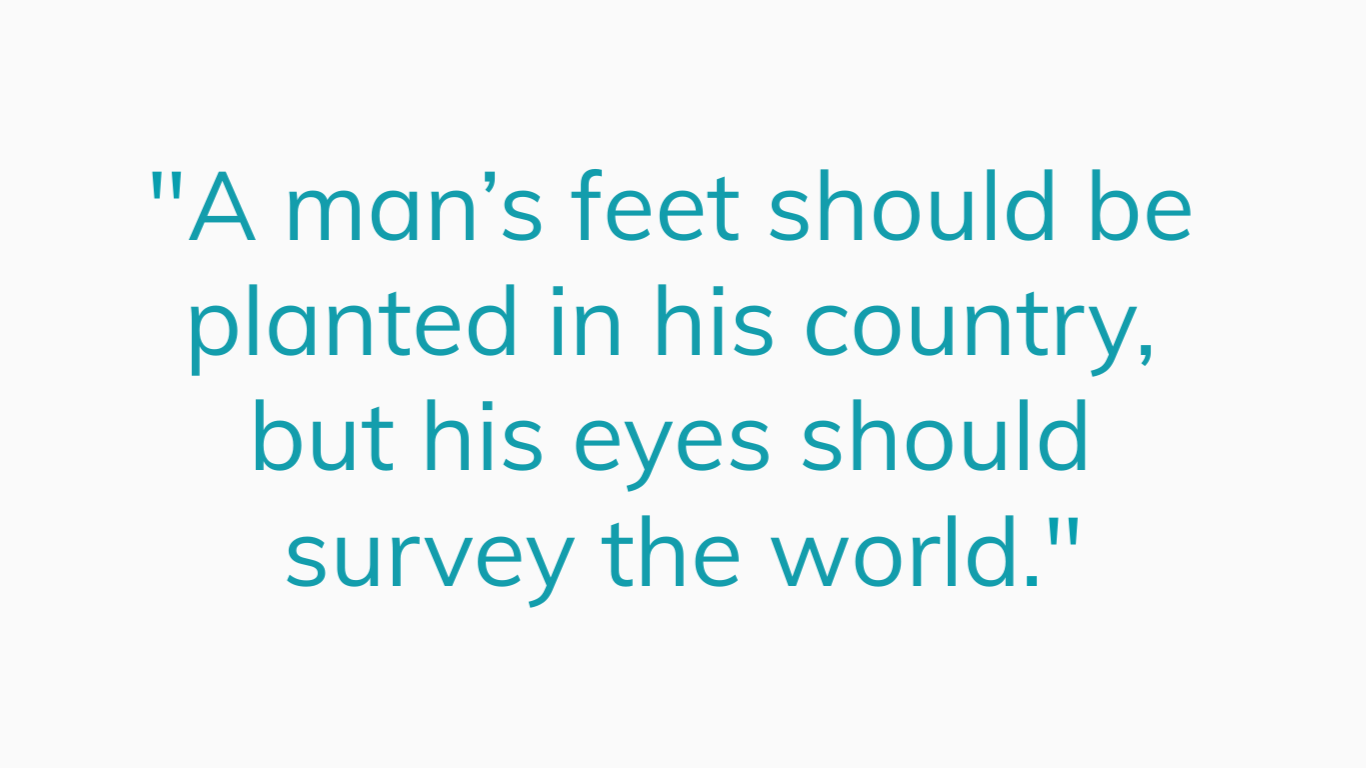 "A man’s feet should be
planted in his country,
but his eyes should
survey the world."